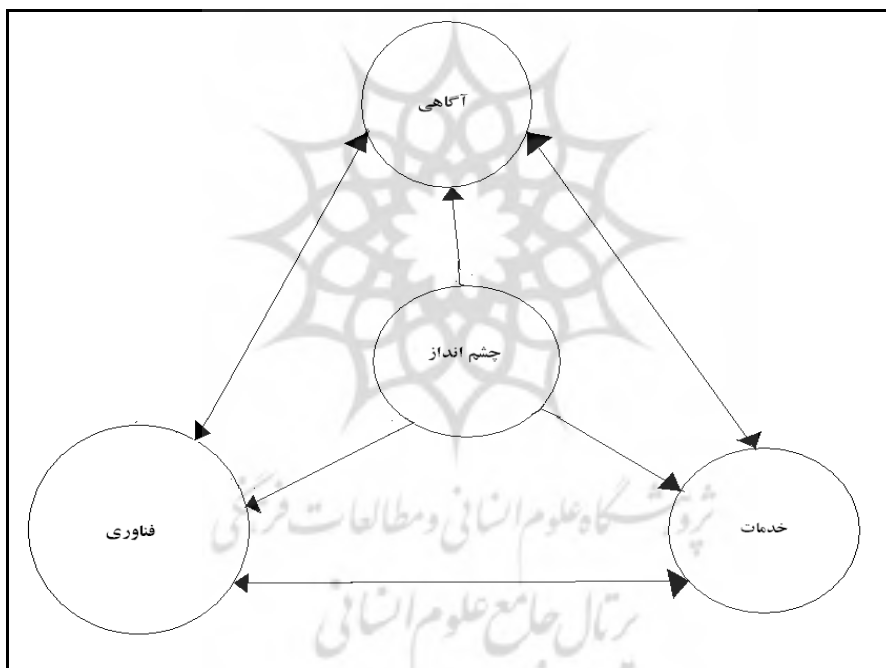 آگاهی
چشم انداز
فناوری
خدمات
پژوهشگاه علوم انسانی و مطالعات فرهنگی
پرتال جامع علوم انسانی